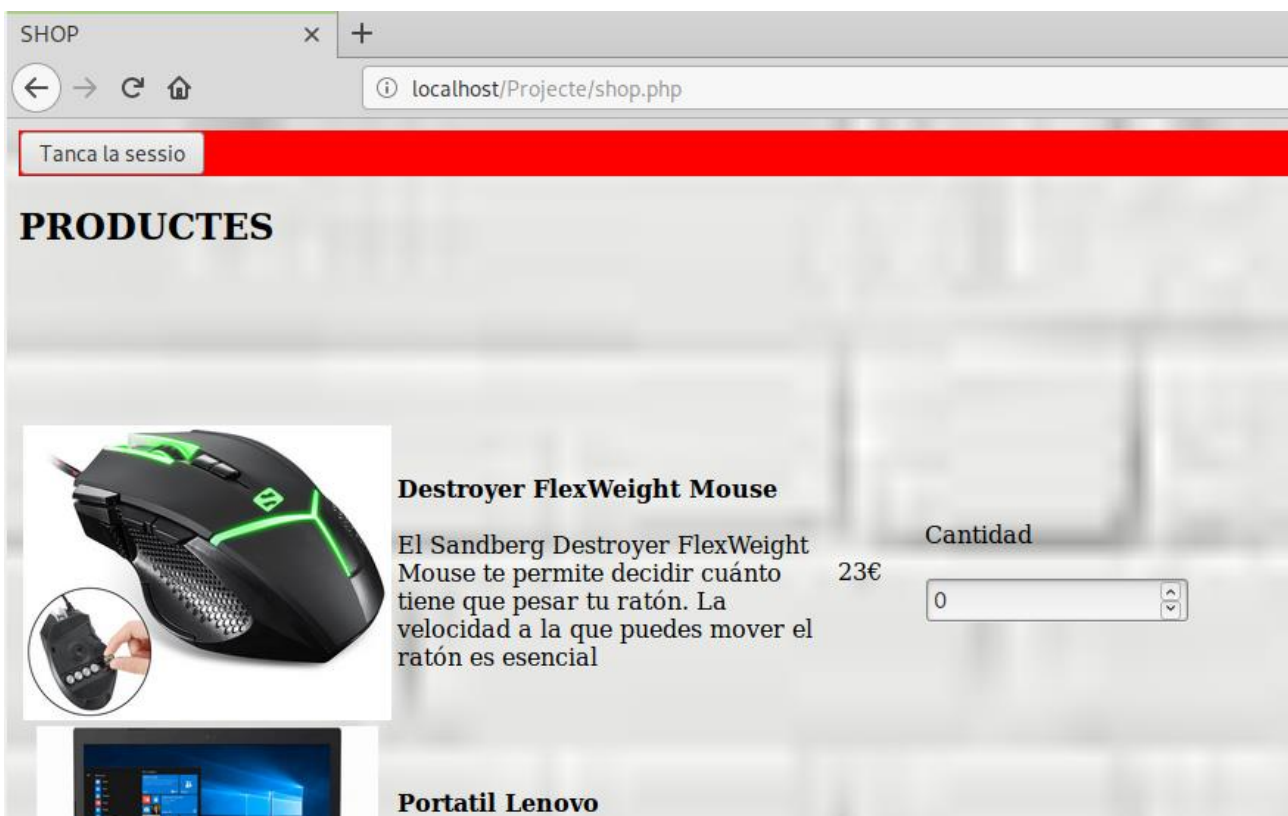 SHOP
localhost/Projecte/shop.php
Tanca la sessio
PRODUCTES
Destroyer FlexWeight Mouse
El Sandberg Destroyer FlexWeight
Mouse te permite decidir cuánto
tiene que pesar tu ratón. La
velocidad a la que puedes mover el
ratón es esencial
23€
Cantidad
0
Portatil Lenovo